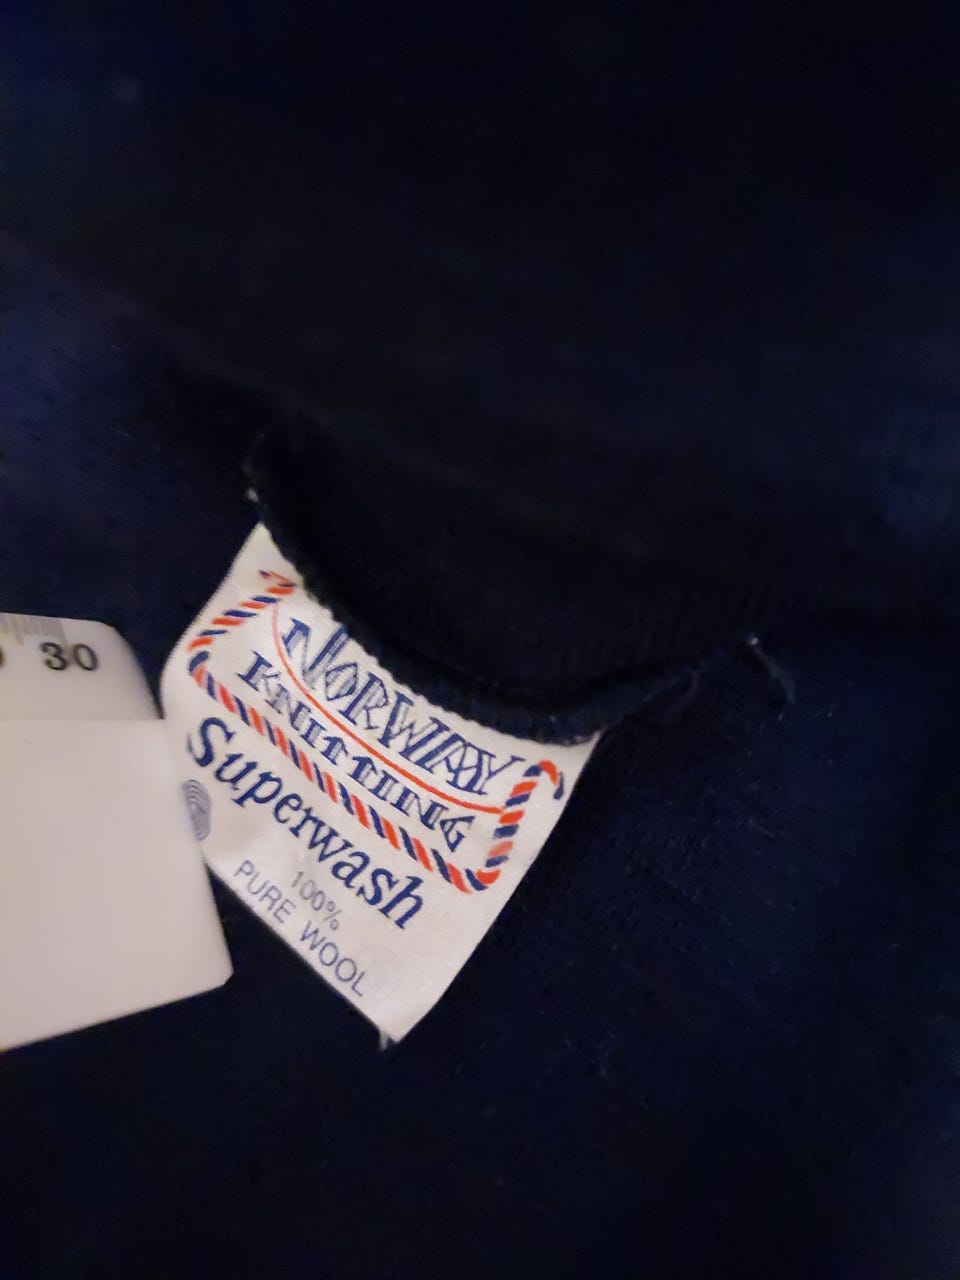 NORWAY
KNITTING
Superwash
100%
PURE WOOL
30